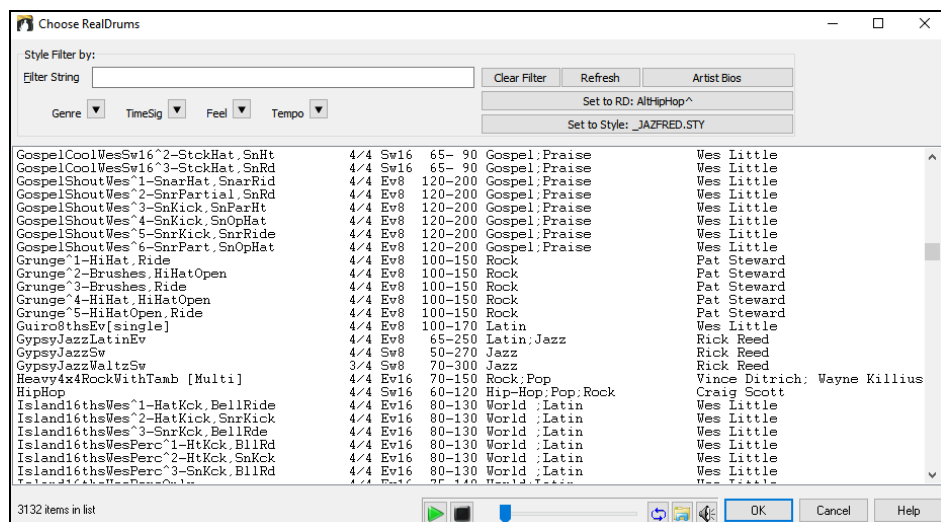 Choose RealDrums
Style Filter by:
Filter String
Clear Filter Refresh Artist Bios
Genre TimeSig Feel Tempo
Set to RD: AltHipHop^
Set to Style: _JAZFRED.STY
GospelCoolWesSw16^2-StckHat,SnHt 4/4 Sw16 65- 90 Gospel;Praise Wes Little
GospelCoolWesSw16^3-StckHat,SnRd 4/4 Sw16 65- 90 Gospel;Praise Wes Little
GospelShoutWes^1-SnarHat,SnarRid 4/4 Ev8 120-200 Gospel;Praise Wes Little
GospelShoutWes^2-SnrPartial,SnRd 4/4 Ev8 120-200 Gospel;Praise Wes Little
GospelShoutWes^3-SnKick,SnParHt 4/4 Ev8 120-200 Gospel;Praise Wes Little
GospelShoutWes^4-SnKick,SnOpHat 4/4 Ev8 120-200 Gospel;Praise Wes Little
GospelShoutWes^5-SnrKick,SnrRide 4/4 Ev8 120-200 Gospel;Praise Wes Little
GospelShoutWes^6-SnrPart,SnOpHat 4/4 Ev8 120-200 Gospel;Praise Wes Little
Grunge^1-HiHat,Ride 4/4 Ev8 100-150 Rock Pat Steward
Grunge^2-Brushes,HiHatOpen 4/4 Ev8 100-150 Rock Pat Steward
Grunge^3-Brushes,Ride 4/4 Ev8 100-150 Rock Pat Steward
Grunge^4-HiHat,HiHatOpen 4/4 Ev8 100-150 Rock Pat Steward
Grunge^5-HiHatOpen,Ride 4/4 Ev8 100-150 Rock Pat Steward
Guiro8thsEv[single] 4/4 Ev8 100-170 Latin Wes Little
GypsyJazzLatinEv 4/4 Ev8 65-250 Latin;Jazz Rick Reed
GypsyJazzSw 4/4 Sw8 50-270 Jazz Rick Reed
GypsyJazzWaltzSw 3/4 Sw8 70-300 Jazz Rick Reed
Heavy4x4RockWithTamb [Multi] 4/4 Ev16 70-150 Rock;Pop Vince Ditrich; Wayne Killius
HipHop 4/4 Sw16 60-120 Hip-Hop;Pop;Rock Craig Scott
Island16thsWes^1-HatKck,BellRide 4/4 Ev16 80-130 World ;Latin Wes Little
Island16thsWes^2-HatKick,SnrKick 4/4 Ev16 80-130 World ;Latin Wes Little
Island16thsWes^3-SnrKck,BellRde 4/4 Ev16 80-130 World ;Latin Wes Little
Island16thsWesPerc^1-HtKck,BllRd 4/4 Ev16 80-130 World ;Latin Wes Little
Island16thsWesPerc^2-HtKck,SnKck 4/4 Ev16 80-130 World ;Latin Wes Little
Island16thsWesPerc^3-SnKck,BllRd 4/4 Ev16 80-130 World ;Latin Wes Little
3132 items in list
OK Cancel Help